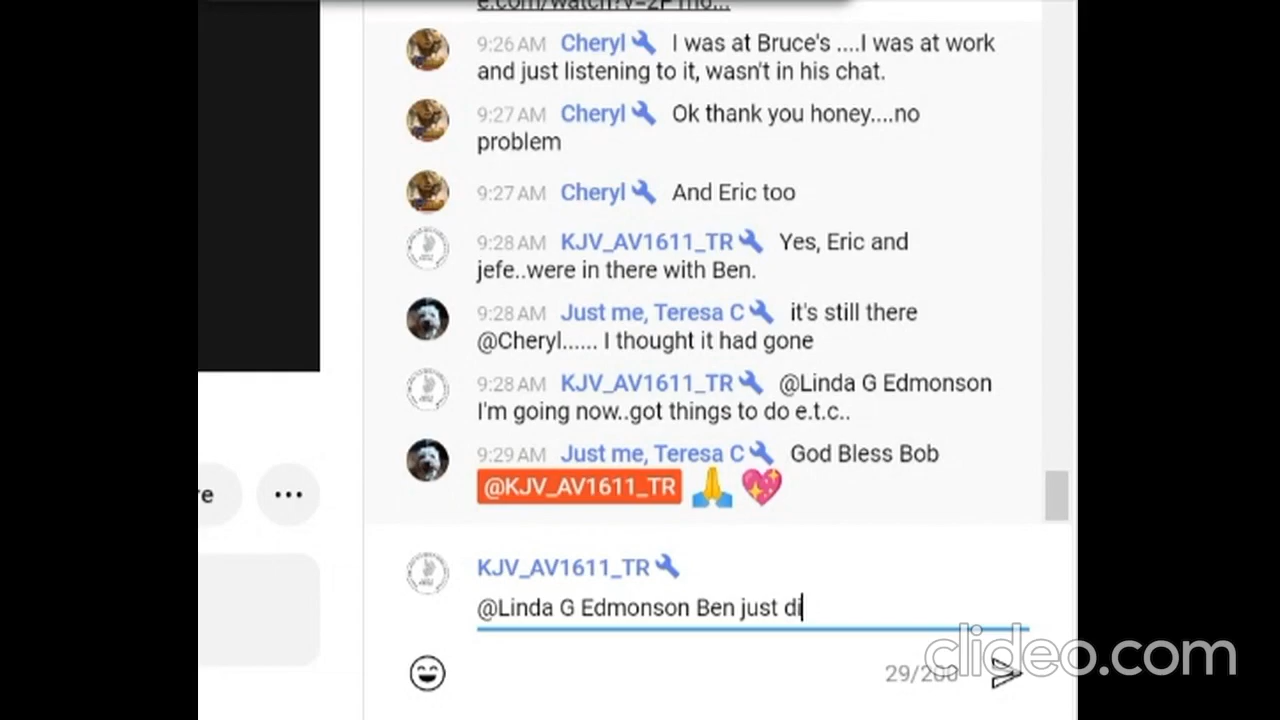 e.com/watch?v=
9:26 AM Cheryl I was at Bruce's ....I was at work
and just listening to it, wasn't in his chat.
9:27 AM Cheryl Ok thank you honey....no
problem
9:27 AM Cheryl And Eric too
9:28 AM KJV_AV1611_TR Yes, Eric and
jefe..were in there with Ben.
9:28 AM Just me, Teresa C it's still there
@Cheryl...... I thought it had gone
9:28 AM KJV_AV1611_TR @Linda G Edmonson
I'm going now..got things to do e.t.c..
9:29 AM Just me, Teresa C God Bless Bob
@KJV_AV1611_TR 🙏 💖
re
KJV_AV1611_TR
@Linda G Edmonson Ben just di
29/200
clideo.com